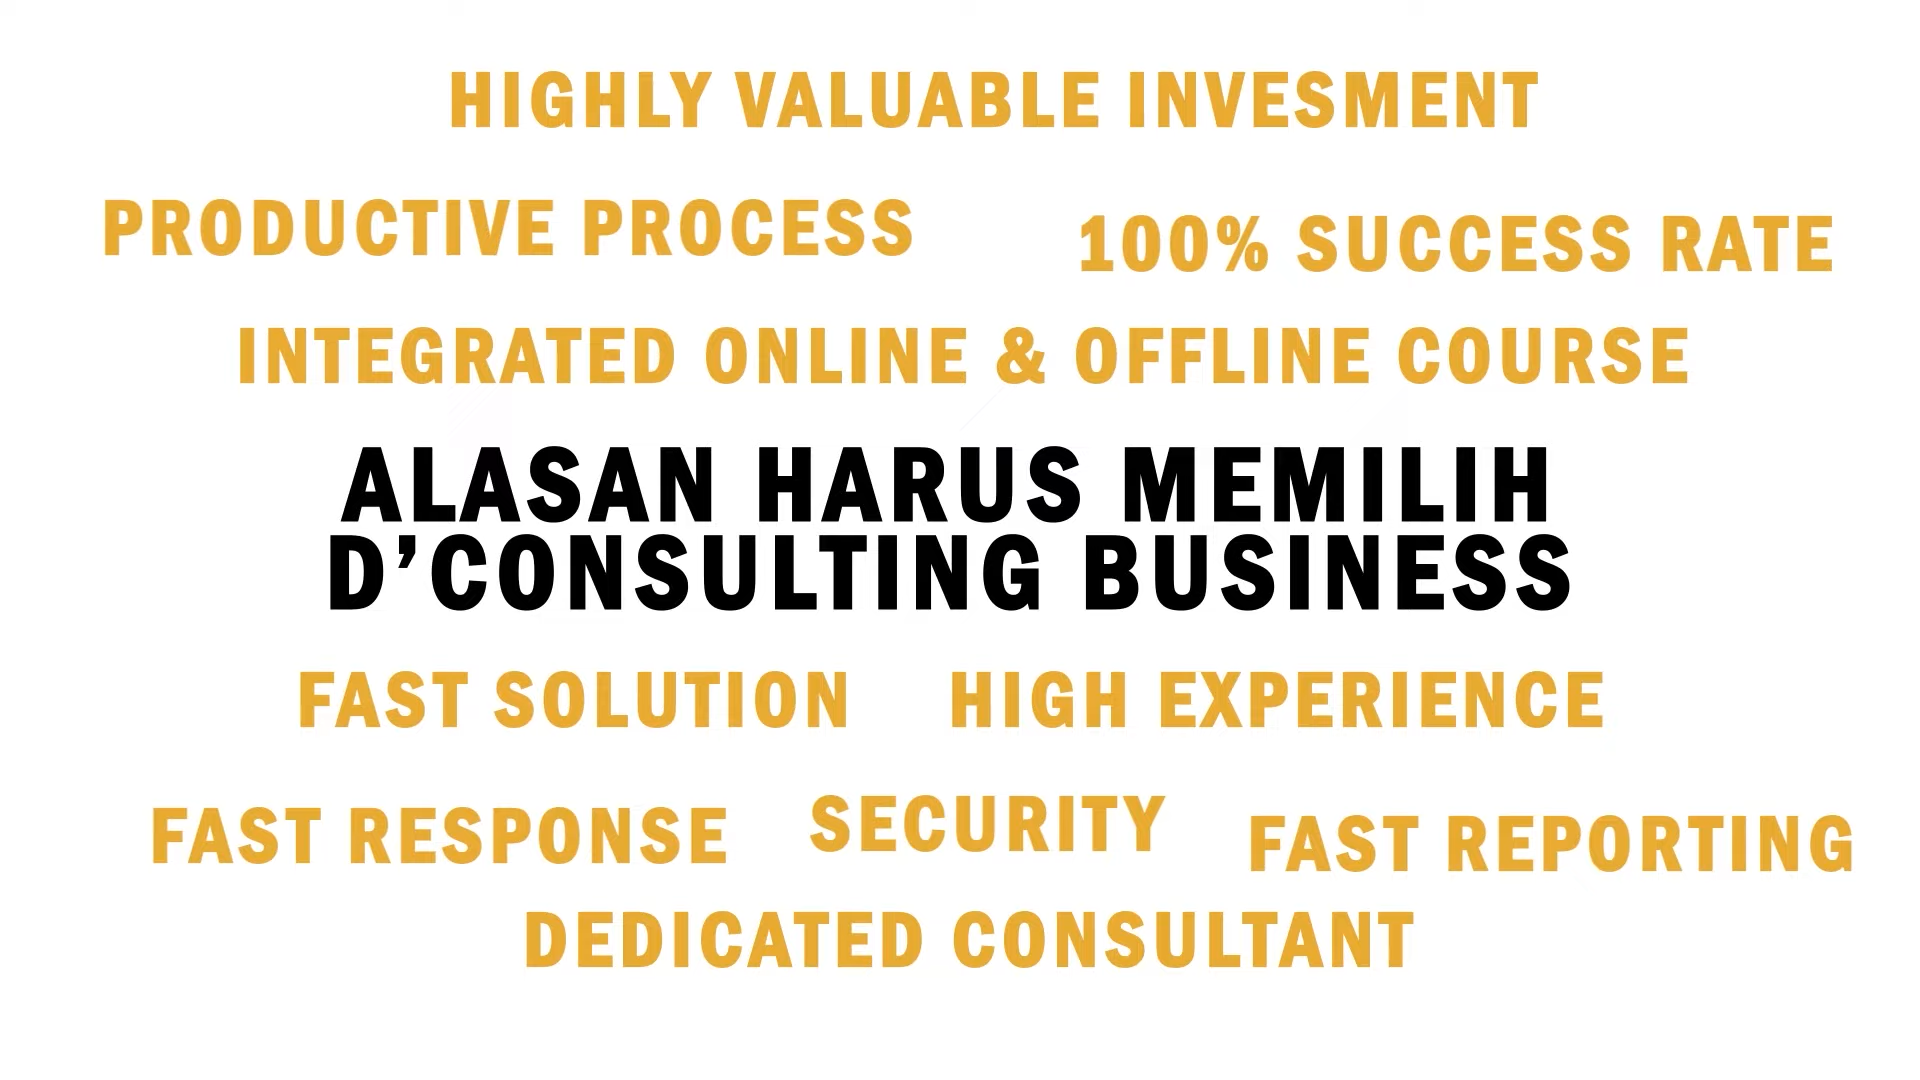 HIGHLY VALUABLE INVESMENT
PRODUCTIVE PROCESS
100% SUCCESS RATE
INTEGRATED ONLINE & OFFLINE COURSE
ALASAN HARUS MEMILIH
D’CONSULTING BUSINESS
FAST SOLUTION
HIGH EXPERIENCE
FAST RESPONSE
SECURITY
FAST REPORTING
DEDICATED CONSULTANT